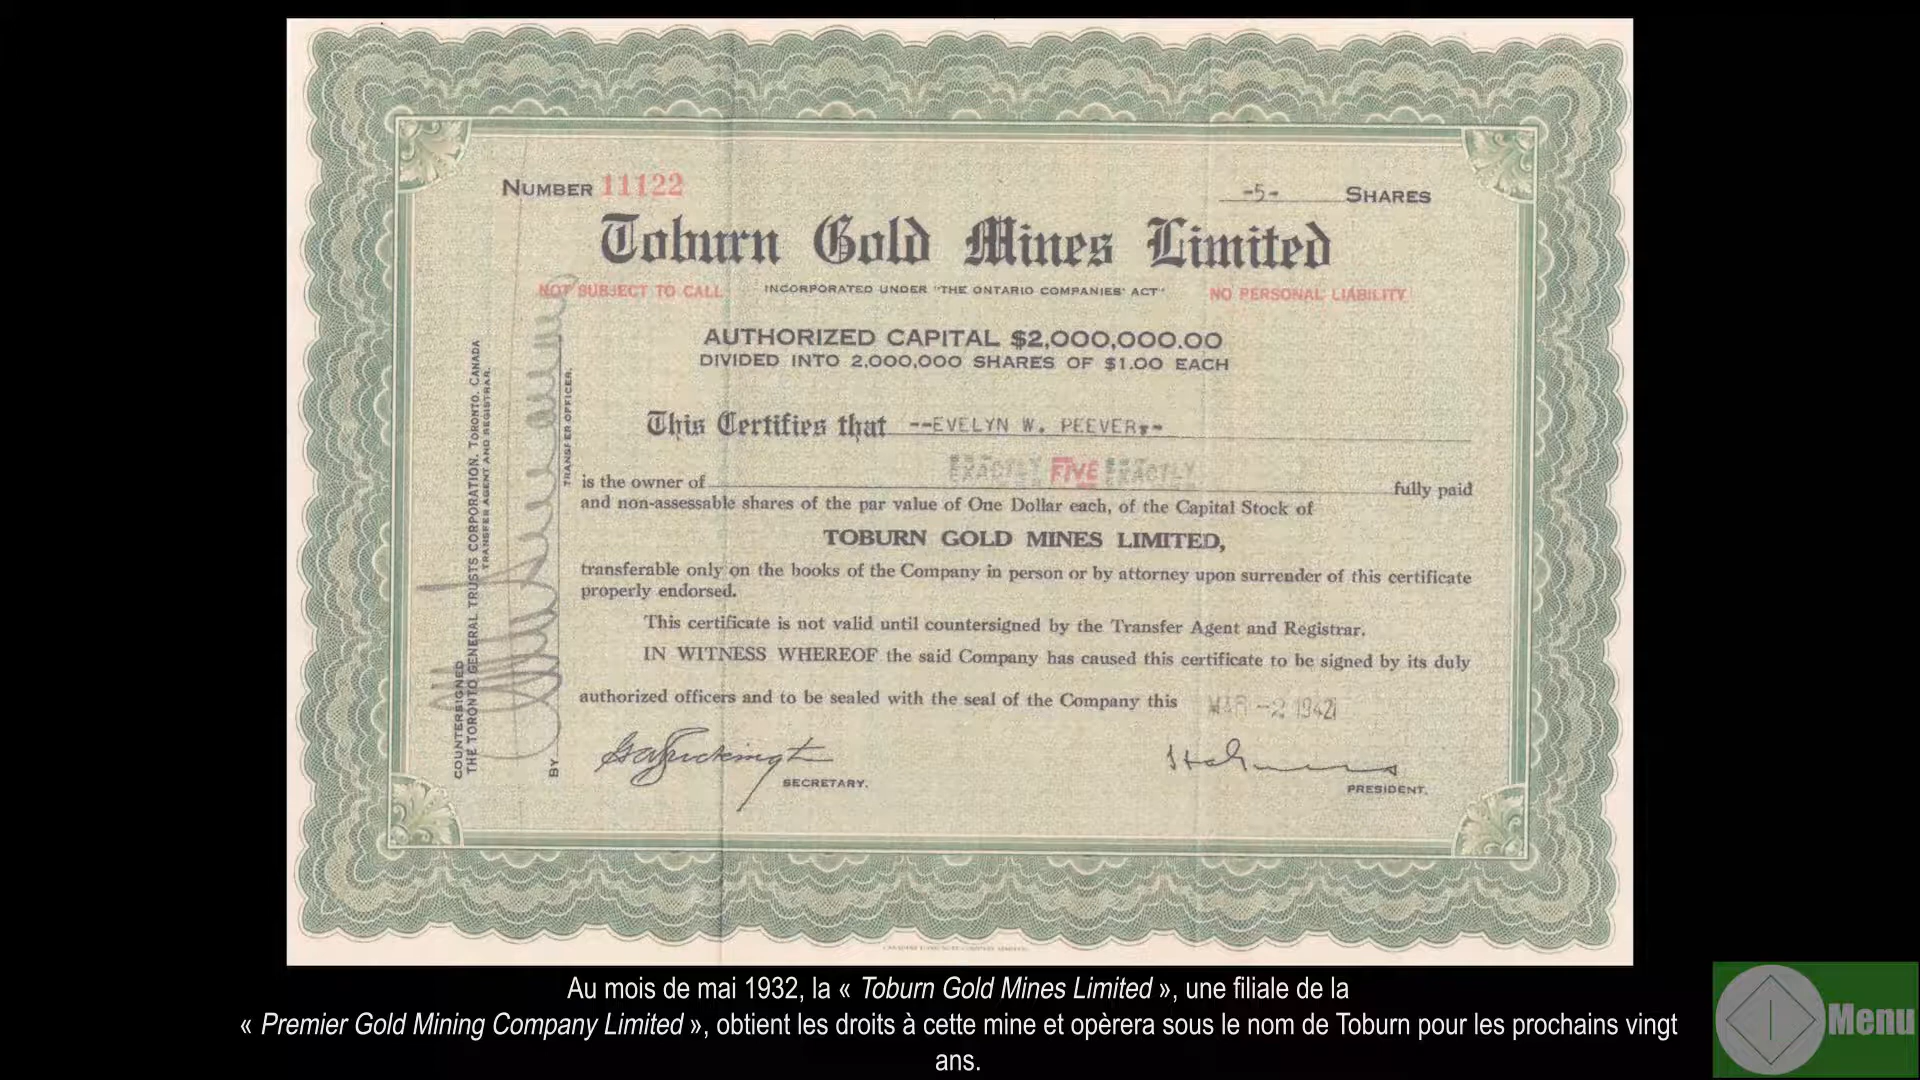 NUMBER 11122
-5- SHARES
Toburn Gold Mines Limited
NOT SUBJECT TO CALL
INCORPORATED UNDER "THE ONTARIO COMPANIES' ACT"
NO PERSONAL LIABILITY
AUTHORIZED CAPITAL $2,000,000.00
DIVIDED INTO 2,000,000 SHARES OF $1.00 EACH
This Certifies that --EVELYN W. PEEVER--
is the owner of EXACTLY FIVE EXACTLY fully paid
and non-assessable shares of the par value of One Dollar each, of the Capital Stock of
TOBURN GOLD MINES LIMITED,
transferable only on the books of the Company in person or by attorney upon surrender of this certificate
properly endorsed.
This certificate is not valid until countersigned by the Transfer Agent and Registrar.
IN WITNESS WHEREOF the said Company has caused this certificate to be signed by its duly
authorized officers and to be sealed with the seal of the Company this MAR -2 1942
SECRETARY.
PRESIDENT.
COUNTERSIGNED
THE TORONTO GENERAL TRUSTS CORPORATION, TORONTO, CANADA
TRANSFER AGENT AND REGISTRAR.
BY
TRANSFER OFFICER.
Au mois de mai 1932, la « Toburn Gold Mines Limited », une filiale de la
« Premier Gold Mining Company Limited », obtient les droits à cette mine et opèrera sous le nom de Toburn pour les prochains vingt
ans.
Menu